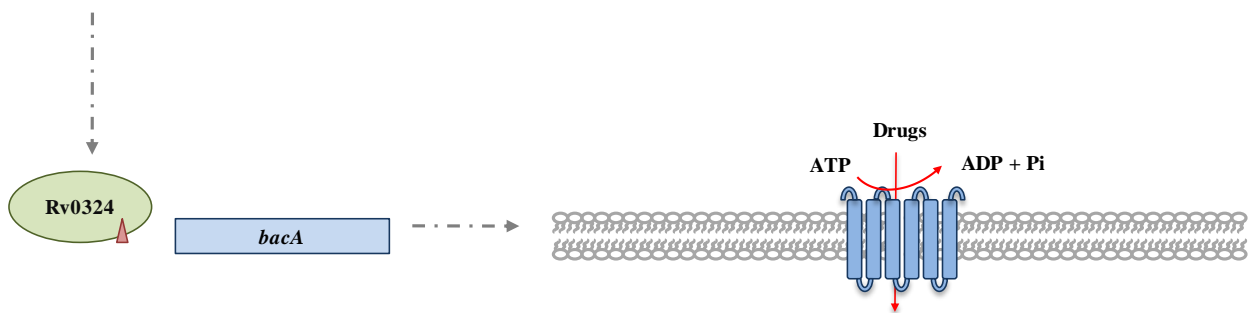 Drugs
ATP
ADP + Pi
Rv0324
bacA